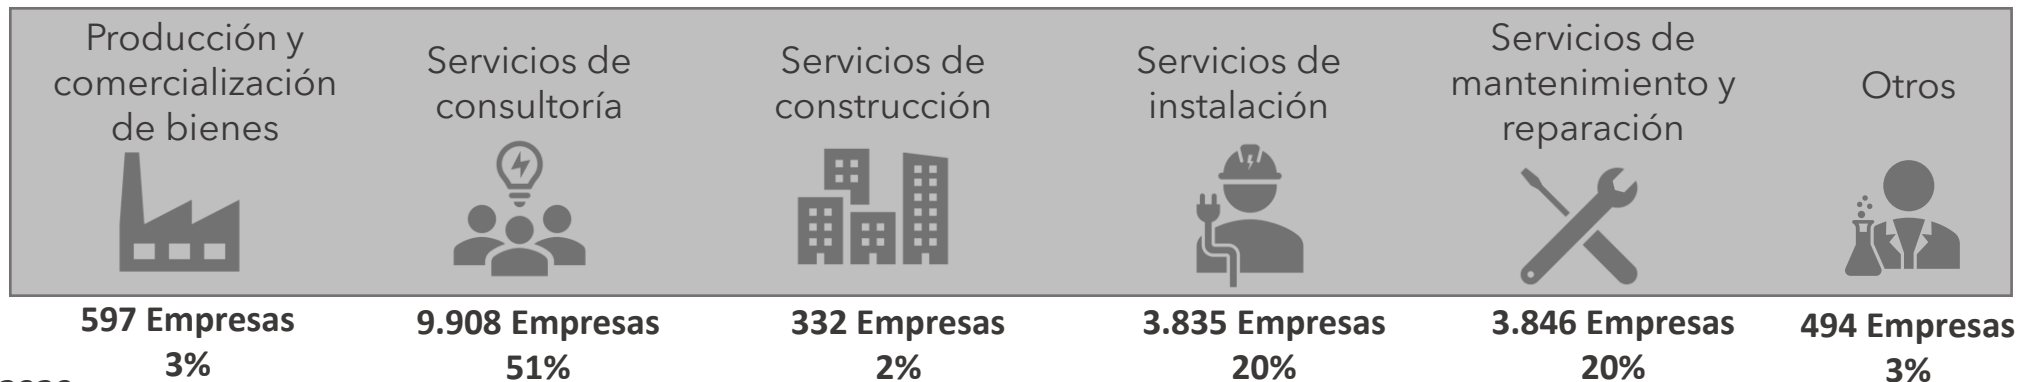 Producción y
comercialización
de bienes
Servicios de
consultoría
Servicios de
construcción
Servicios de
instalación
Servicios de
mantenimiento y
reparación
Otros
597 Empresas
3%
9.908 Empresas
51%
332 Empresas
2%
3.835 Empresas
20%
3.846 Empresas
20%
494 Empresas
3%